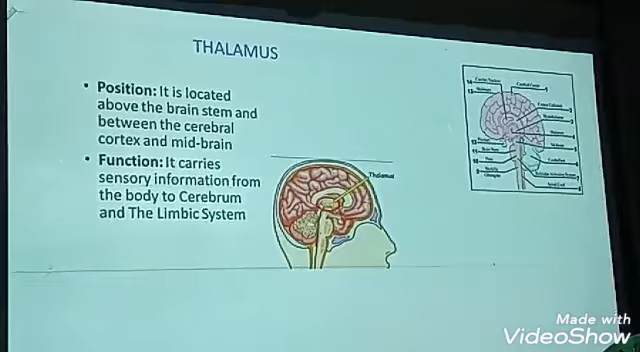 THALAMUS
• Position: It is located
above the brain stem and
between the cerebral
cortex and mid-brain
• Function: It carries
sensory information from
the body to Cerebrum
and The Limbic System
Thalamus
Made with
VideoShow